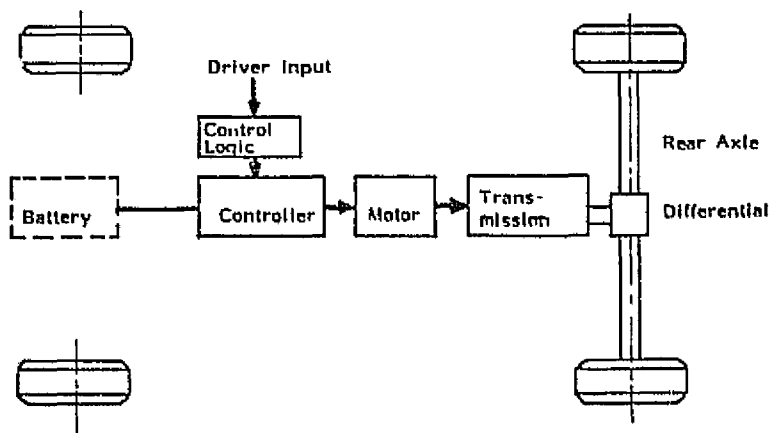 Driver Input
Control
Logic
Rear Axle
Battery
Controller
Motor
Trans-
mission
Differential